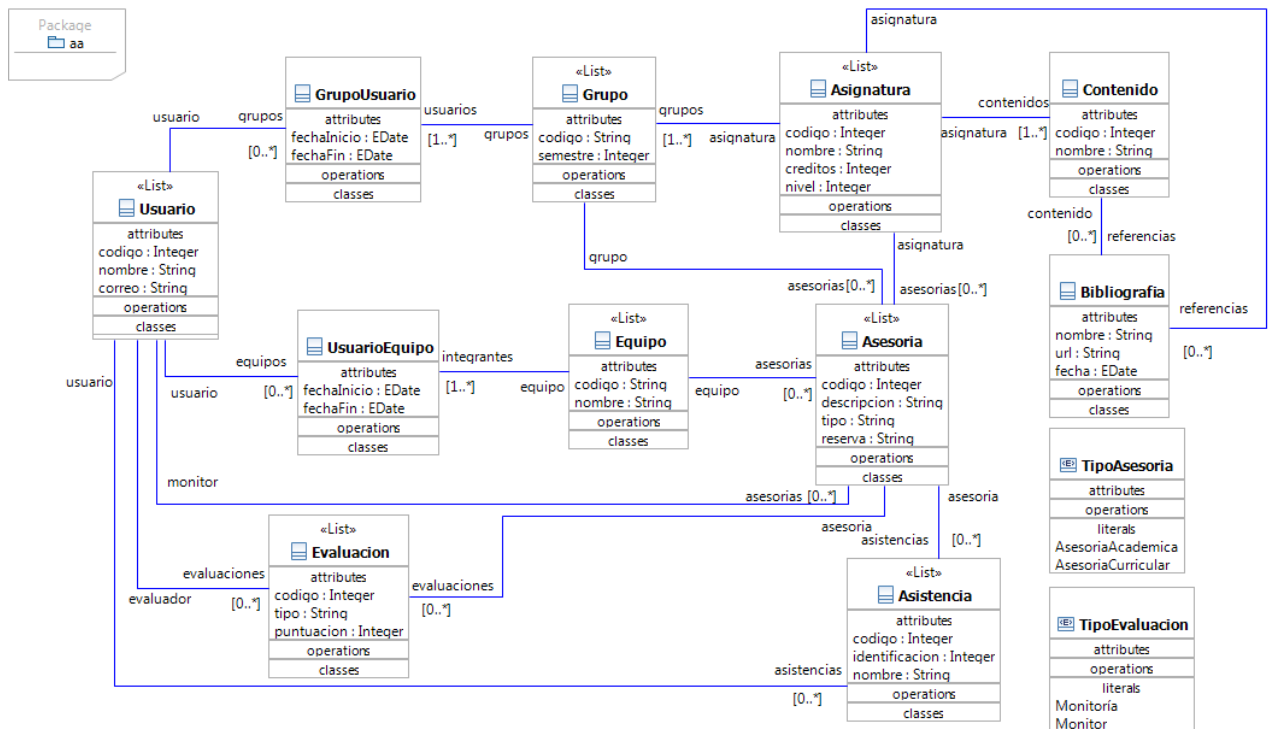 Package
aa
asignatura
GrupoUsuario
attributes
fechaInicio : EDate
fechaFin : EDate
operations
classes
«List»
Grupo
attributes
codigo : String
semestre : Integer
operations
classes
«List»
Asignatura
attributes
codigo : Integer
nombre : String
creditos : Integer
nivel : Integer
operations
classes
Contenido
attributes
codigo : Integer
nombre : String
operations
classes
usuario
grupos
[0..*]
usuarios
[1..*]
grupos
grupos
[1..*]
asignatura
contenidos
asignatura
[1..*]
«List»
Usuario
attributes
codigo : Integer
nombre : String
correo : String
operations
classes
contenido
[0..*]
referencias
grupo
asignatura
asesorias[0..*]
asesorias[0..*]
Bibliografia
attributes
nombre : String
url : String
fecha : EDate
operations
classes
referencias
[0..*]
usuario
equipos
usuario
[0..*]
UsuarioEquipo
attributes
fechaInicio : EDate
fechaFin : EDate
operations
classes
integrantes
[1..*]
equipo
«List»
Equipo
attributes
codigo : String
nombre : String
operations
classes
asesorias
equipo
[0..*]
«List»
Asesoria
attributes
codigo : Integer
descripcion : String
tipo : String
reserva : String
operations
classes
TipoAsesoria
attributes
operations
literals
AsesoriaAcademica
AsesoriaCurricular
monitor
asesorias [0..*]
asesoria
asesoria
asistencias
[0..*]
«List»
Evaluacion
attributes
codigo : Integer
tipo : String
puntuacion : Integer
operations
classes
evaluaciones
evaluador
[0..*]
evaluaciones
[0..*]
«List»
Asistencia
attributes
codigo : Integer
identificacion : Integer
nombre : String
operations
classes
asistencias
[0..*]
TipoEvaluacion
attributes
operations
literals
Monitoría
Monitor